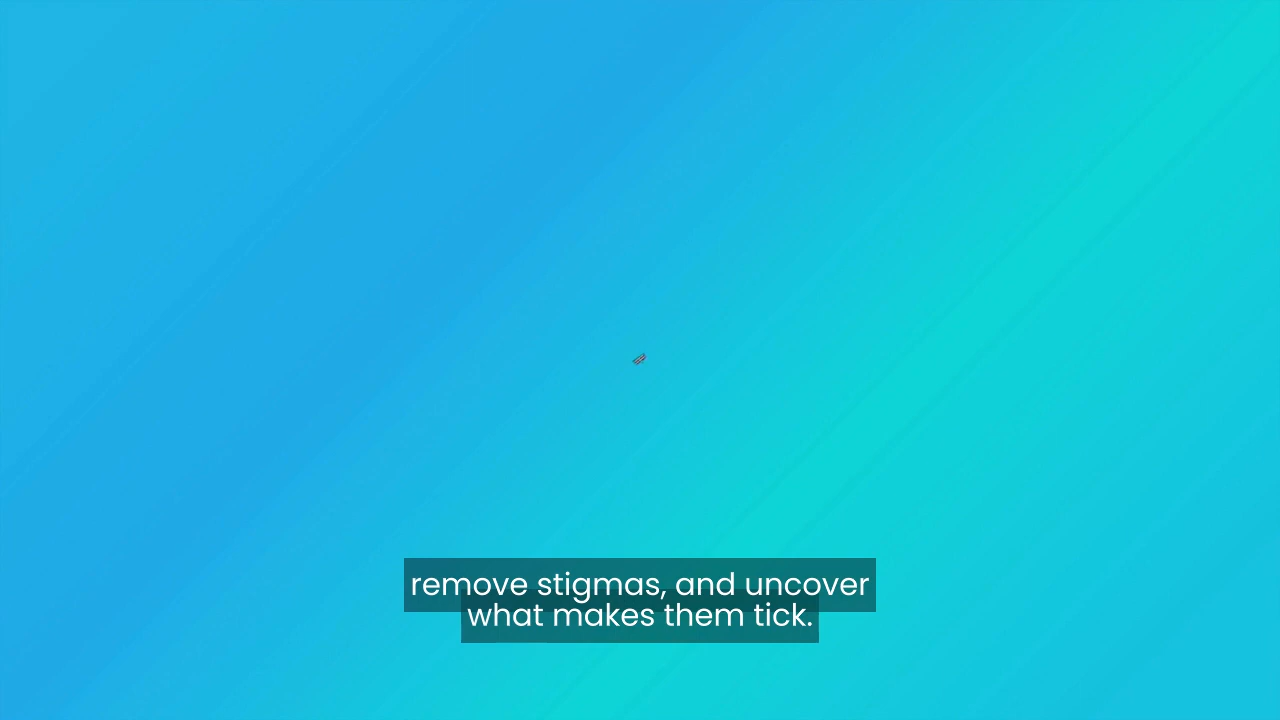 remove stigmas, and uncover
what makes them tick.